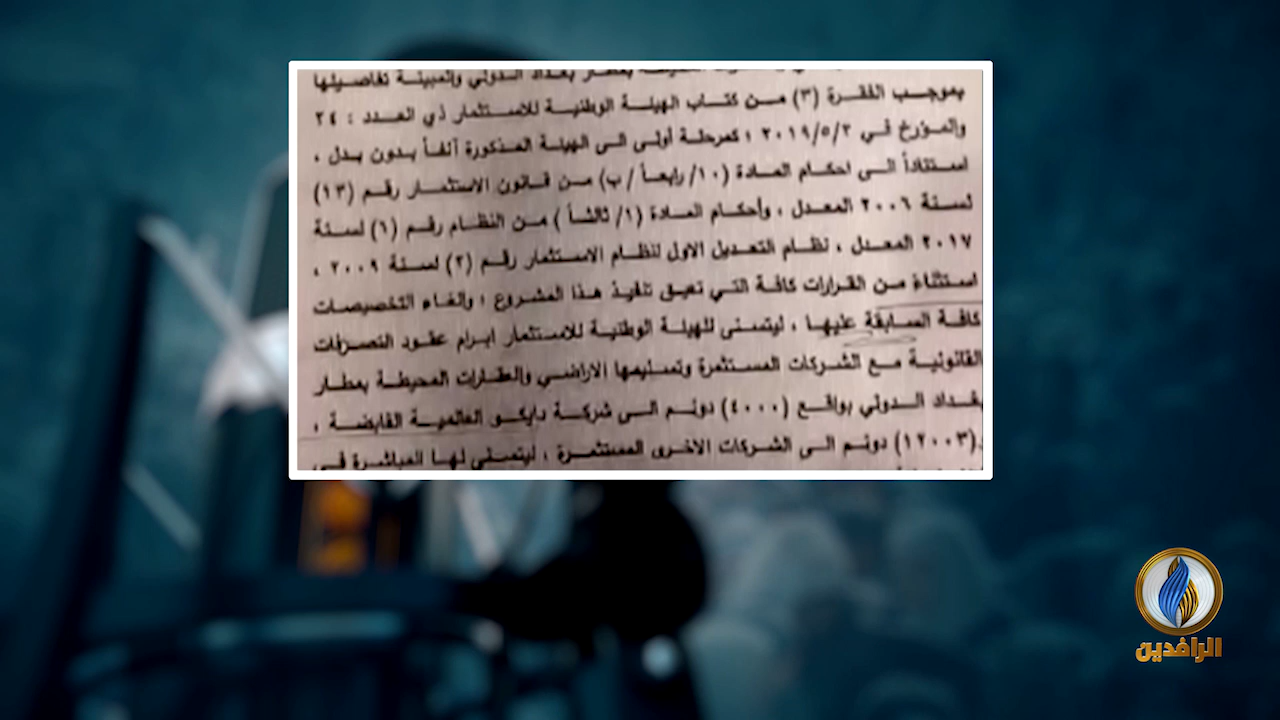 بمطار بغداد الدولي والمبينة تفاصيلها
بموجب الفقرة (٣) من كتاب الهيئة الوطنية للاستثمار ذي العدد : ٢٤
والمؤرخ في ٢٠١٩/٥/٢ ؛ كمرحلة أولى الى الهيئة المذكورة آنفاً بدون بدل ،
استناداً الى احكام المادة (١٠/ رابعاً / ب) من قانون الاستثمار رقم (١٣)
لسنة ٢٠٠٦ المعدل ، وأحكام المادة (١/ ثالثاً ) من النظام رقم (٦) لسنة
٢٠١٧ المعدل ، نظام التعديل الاول لنظام الاستثمار رقم (٢) لسنة ٢٠٠٩ ،
استثناءً من القرارات كافة التي تعيق تنفيذ هذا المشروع ؛ والغاء التخصيصات
كافة السابقة عليها ، ليتسنى للهيئة الوطنية للاستثمار ابرام عقود التصرفات
القانونية مع الشركات المستثمرة وتسليمها الاراضي والعقارات المحيطة بمطار
بغداد الدولي بواقع (٤٠٠٠) دونم الى شركة دايكو العالمية القابضة ،
(١٢٠٠٣) دونم الى الشركات الاخرى المستثمرة ، ليتسنى لها المباشرة في
الرافدين